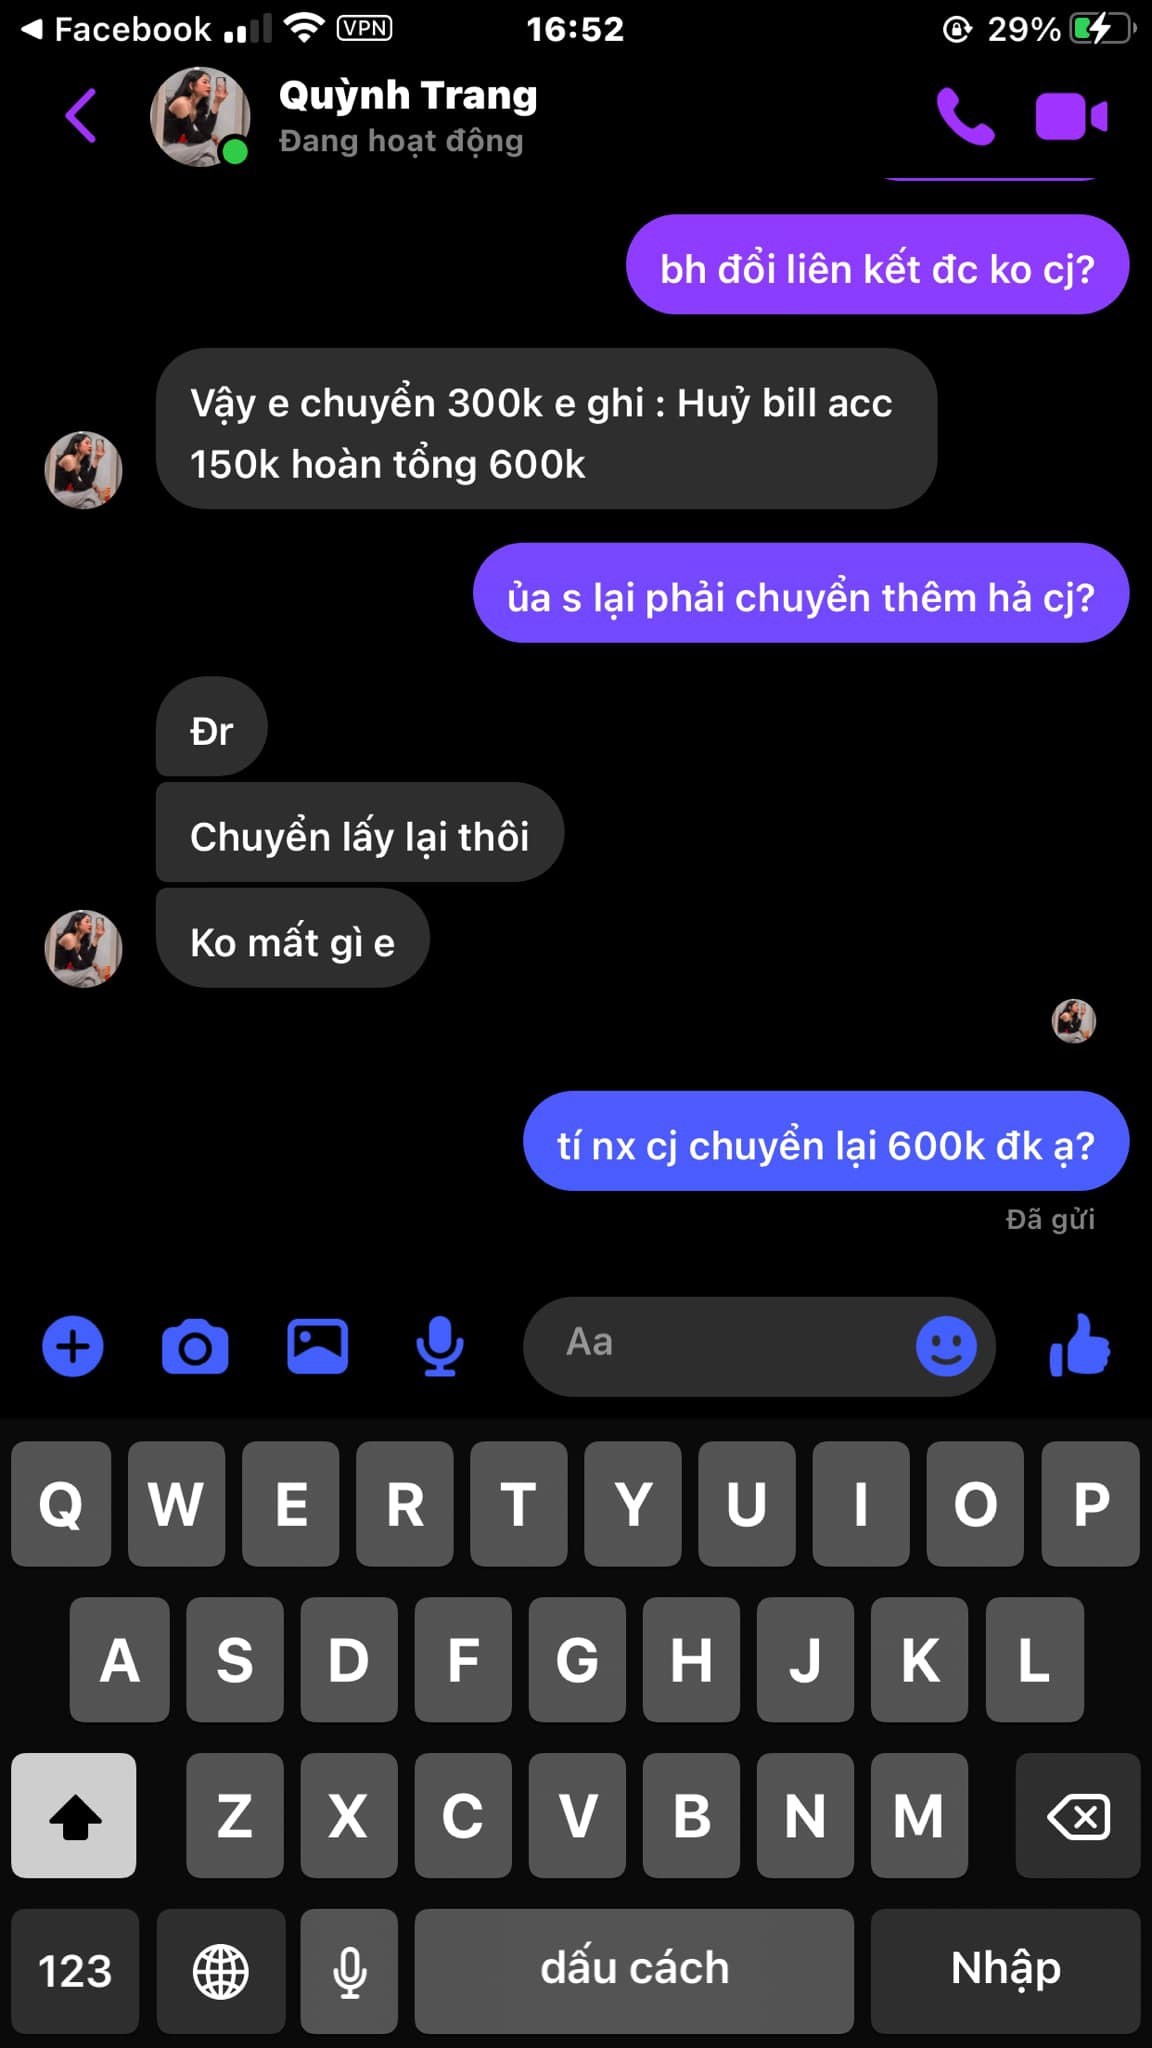 Facebook
VPN
16:52
29%
Quỳnh Trang
Đang hoạt động
bh đổi liên kết đc ko cj?
Vậy e chuyển 300k e ghi : Huỷ bill acc
150k hoàn tổng 600k
ủa s lại phải chuyển thêm hả cj?
Đr
Chuyển lấy lại thôi
Ko mất gì e
tí nx cj chuyển lại 600k đk ạ?
Đã gửi
Aa
Q W E R T Y U I O P
A S D F G H J K L
Z X C V B N M
123 dấu cách Nhập